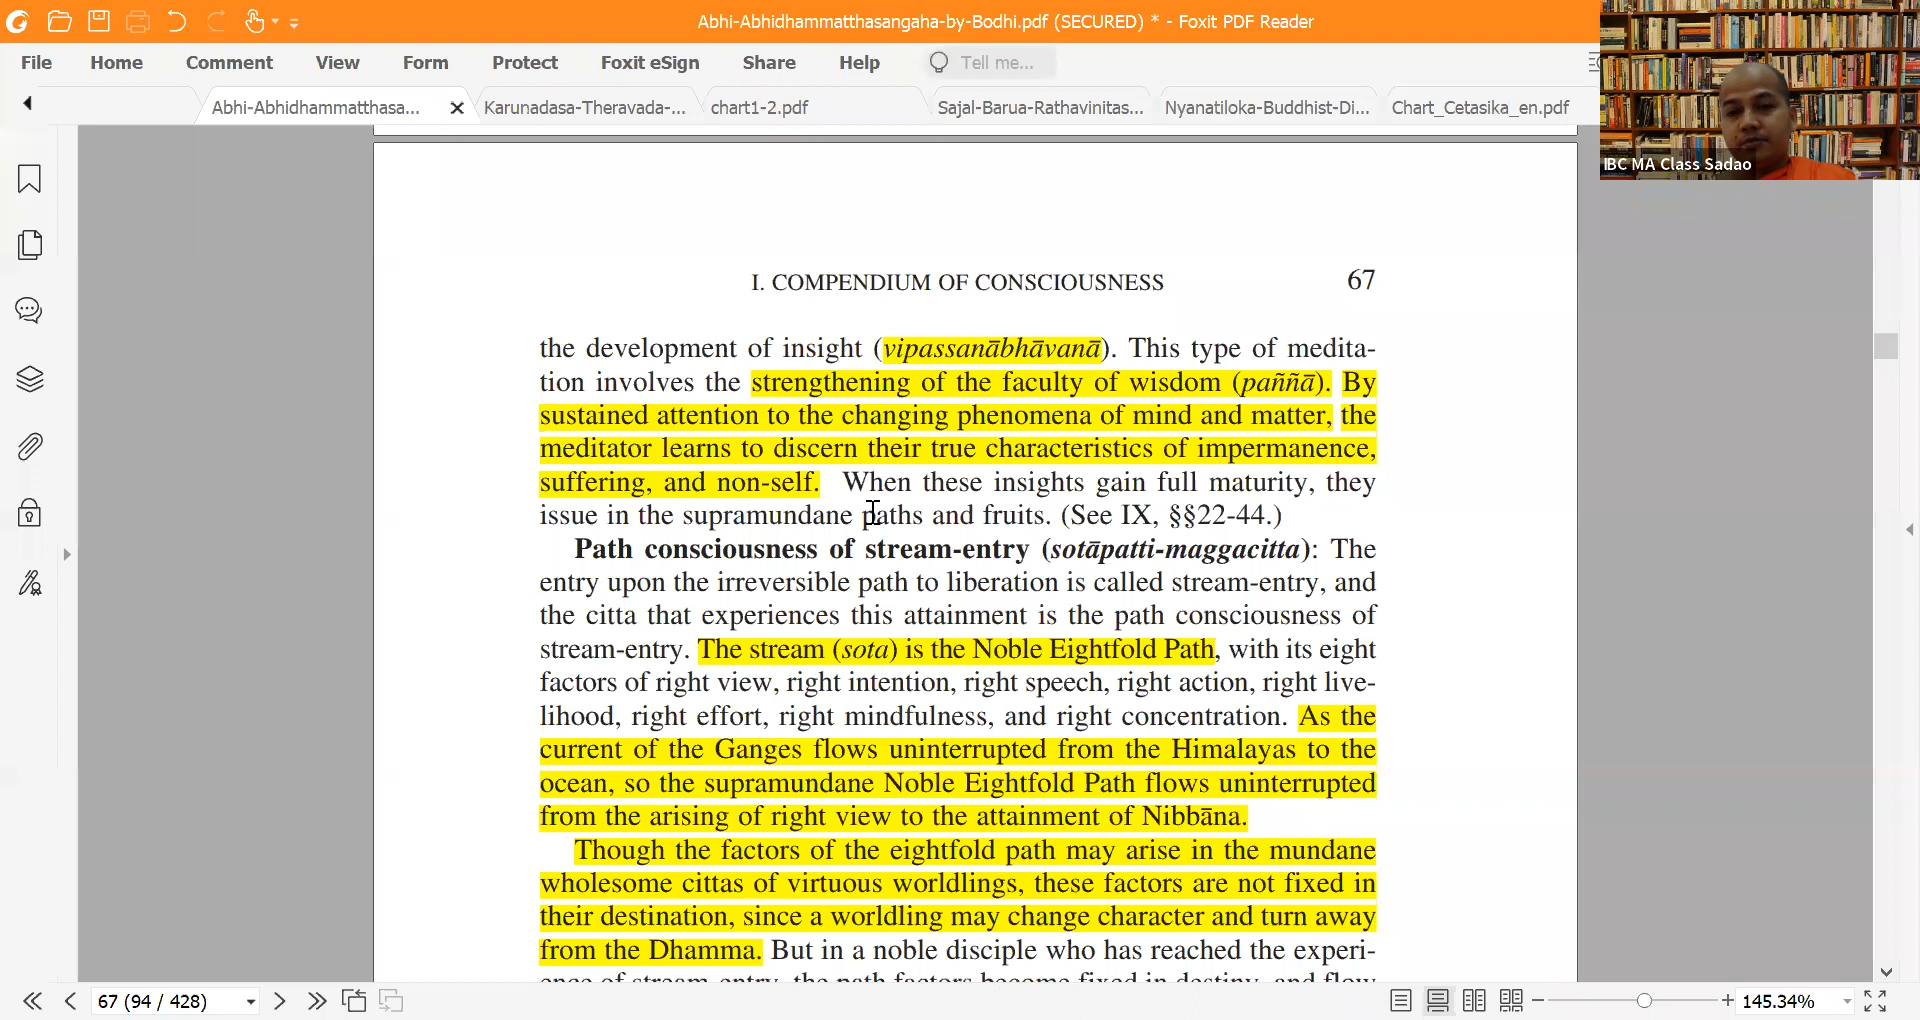 Abhi-Abhidhammatthasangaha-by-Bodhi.pdf (SECURED) * - Foxit PDF Reader
File Home Comment View Form Protect Foxit eSign Share Help Tell me...
Abhi-Abhidhammatthasa... Karunadasa-Theravada-... chart1-2.pdf Sajal-Barua-Rathavinitas... Nyanatiloka-Buddhist-Di... Chart_Cetasika_en.pdf
IBC MA Class Sadao
I. COMPENDIUM OF CONSCIOUSNESS 67
the development of insight (vipassanābhāvanā). This type of medita-
tion involves the strengthening of the faculty of wisdom (paññā). By
sustained attention to the changing phenomena of mind and matter, the
meditator learns to discern their true characteristics of impermanence,
suffering, and non-self. When these insights gain full maturity, they
issue in the supramundane paths and fruits. (See IX, §§22-44.)
Path consciousness of stream-entry (sotāpatti-maggacitta): The
entry upon the irreversible path to liberation is called stream-entry, and
the citta that experiences this attainment is the path consciousness of
stream-entry. The stream (sota) is the Noble Eightfold Path, with its eight
factors of right view, right intention, right speech, right action, right live-
lihood, right effort, right mindfulness, and right concentration. As the
current of the Ganges flows uninterrupted from the Himalayas to the
ocean, so the supramundane Noble Eightfold Path flows uninterrupted
from the arising of right view to the attainment of Nibbāna.
Though the factors of the eightfold path may arise in the mundane
wholesome cittas of virtuous worldlings, these factors are not fixed in
their destination, since a worldling may change character and turn away
from the Dhamma. But in a noble disciple who has reached the experi-
ence of stream-entry, the path factors become fixed in destiny, and flow
67 (94 / 428) 145.34%